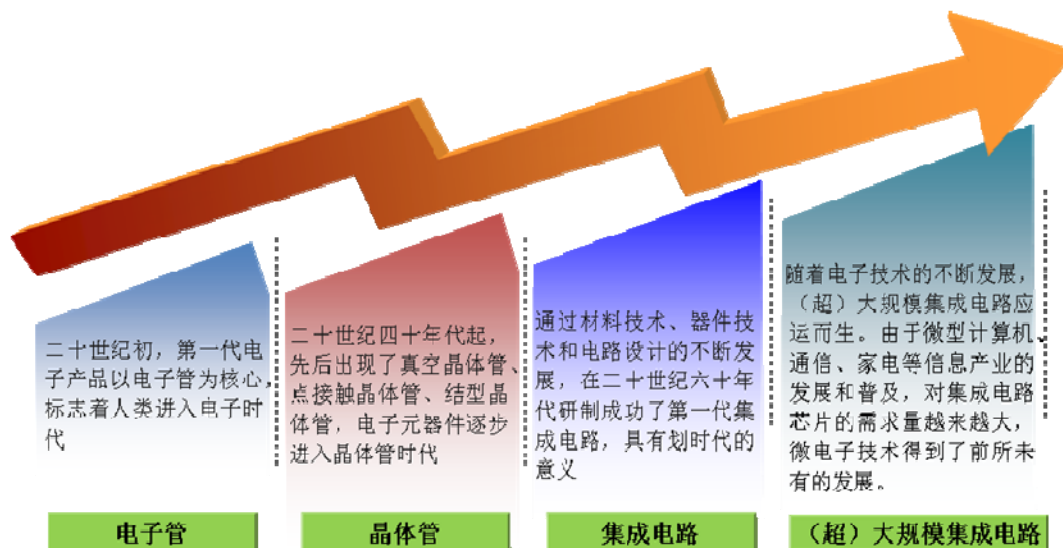 二十世纪初，第一代电
子产品以电子管为核心，
标志着人类进入电子时
代
二十世纪四十年代起，
先后出现了真空晶体管、
点接触晶体管、结型晶
体管，电子元器件逐步
进入晶体管时代
通过材料技术、器件技
术和电路设计的不断发
展，在二十世纪六十年
代研制成功了第一代集
成电路，具有划时代的
意义
随着电子技术的不断发展，
（超）大规模集成电路应
运而生。由于微型计算机、
通信、家电等信息产业的
发展和普及，对集成电路
芯片的需求量越来越大，
微电子技术得到了前所未
有的发展。
电子管
晶体管
集成电路
（超）大规模集成电路